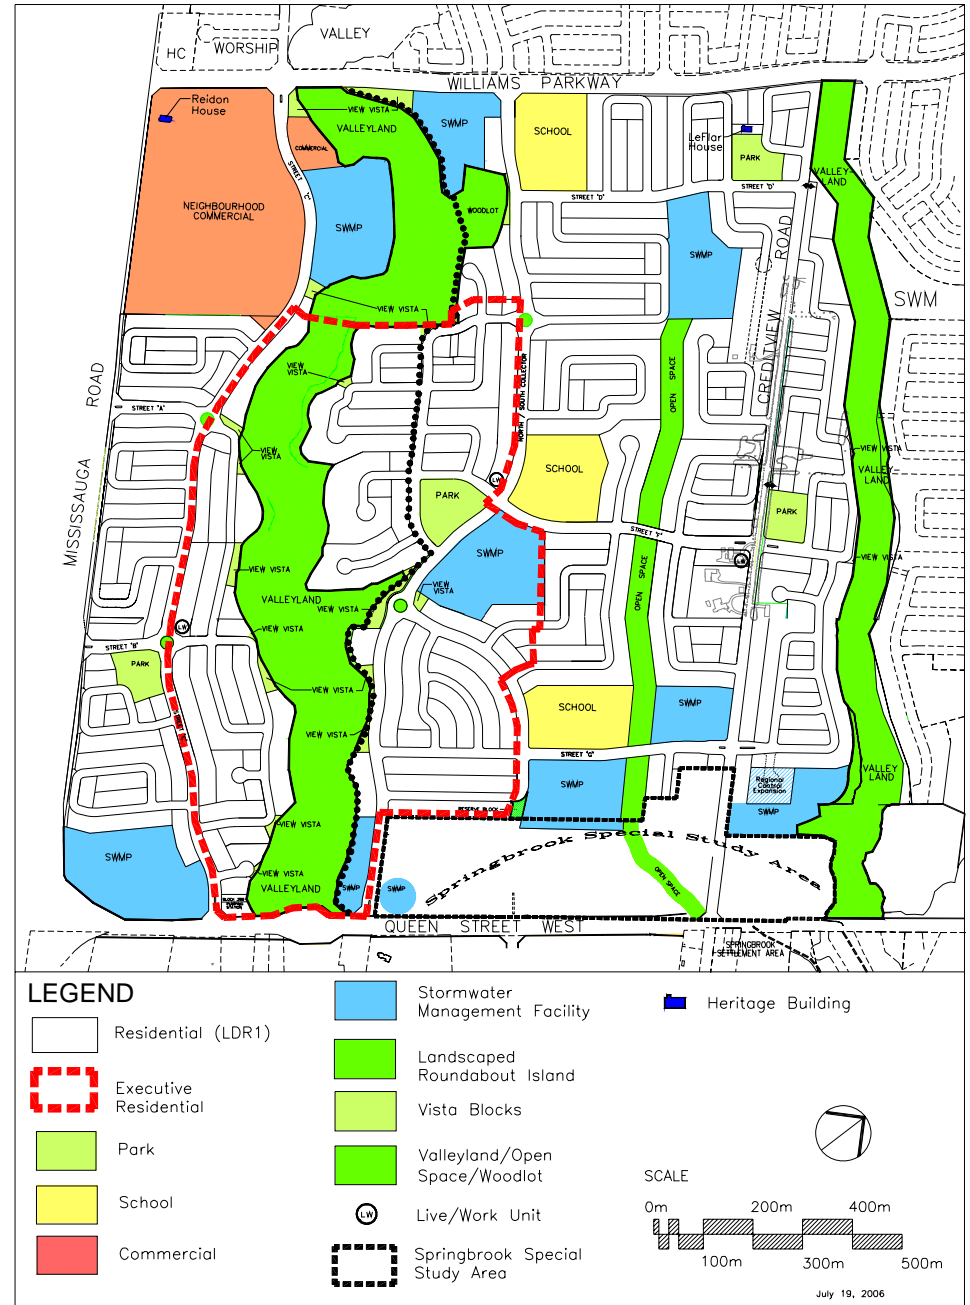 VALLEY
HC
WORSHIP
WILLIAMS PARKWAY
Reidon
House
VIEW VISTA
VALLEYLAND
SWMP
SCHOOL
LeFlar
House
COMMERCIAL
STREET "C"
PARK
VALLEY-
LAND
STREET "D"
STREET "D"
NEIGHBOURHOOD
COMMERCIAL
WOODLOT
SWMP
SWMP
CREDITVIEW ROAD
SWM
VIEW VISTA
VIEW
VISTA
NORTH / SOUTH COLLECTOR
OPEN SPACE
MISSISSAUGA ROAD
STREET "A"
VIEW
VISTA
VIEW VISTA
SCHOOL
VALLEY
LAND
LW
PARK
PARK
SWMP
VIEW VISTA
OPEN SPACE
LW
VIEW VISTA
VIEW
VISTA
VALLEYLAND
VIEW VISTA
LW
VIEW VISTA
STREET "B"
PARK
VIEW VISTA
SCHOOL
SWMP
VIEW VISTA
STREET "G"
VALLEY
LAND
SWMP
Regional
Control
Expansion
RESERVE BLOCK
SWMP
VIEW VISTA
Springbrook Special Study Area
SWMP
VIEW VISTA
VALLEYLAND
SWMP
SWMP
OPEN SPACE
QUEEN STREET WEST
SPRINGBROOK
SETTLEMENT AREA
LEGEND
Residential (LDR1)
Executive
Residential
Park
School
Commercial
Stormwater
Management Facility
Landscaped
Roundabout Island
Vista Blocks
Valleyland/Open
Space/Woodlot
LW
Live/Work Unit
Springbrook Special
Study Area
Heritage Building
SCALE
0m 200m 400m
100m 300m 500m
July 19, 2006